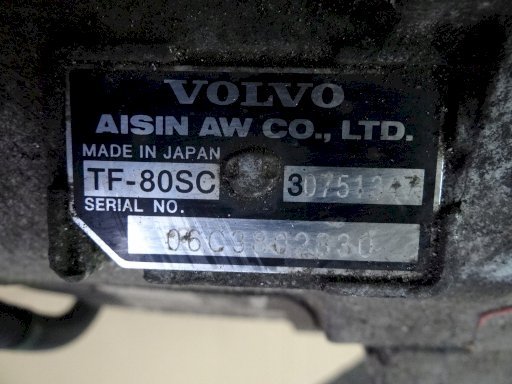 VOLVO
AISIN AW CO., LTD.
MADE IN JAPAN
TF-80SC
SERIAL NO.